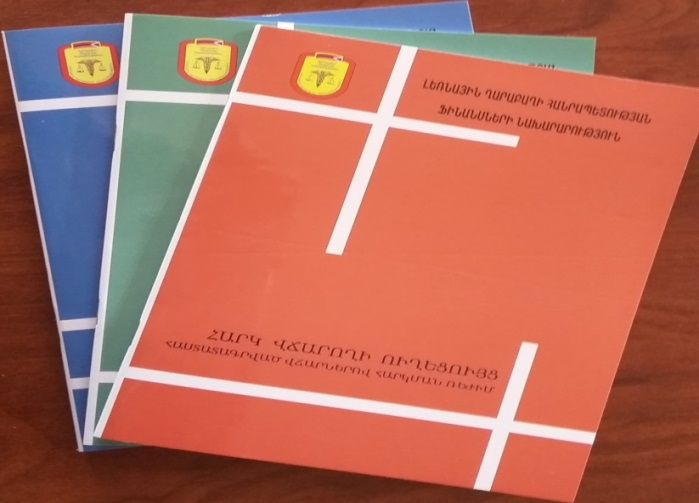 ԼԵՌՆԱՅԻՆ ՂԱՐԱԲԱՂԻ ՀԱՆՐԱՊԵՏՈՒԹՅԱՆ
ՖԻՆԱՆՍՆԵՐԻ ՆԱԽԱՐԱՐՈՒԹՅՈՒՆ
ՀԱՐԿ ՎՃԱՐՈՂԻ ՈՒՂԵՑՈՒՅՑ
ՀԱՍՏԱՏԱԳՐՎԱԾ ՎՃԱՐՆԵՐՈՎ ՀԱՐԿՄԱՆ ՌԵԺԻՄ